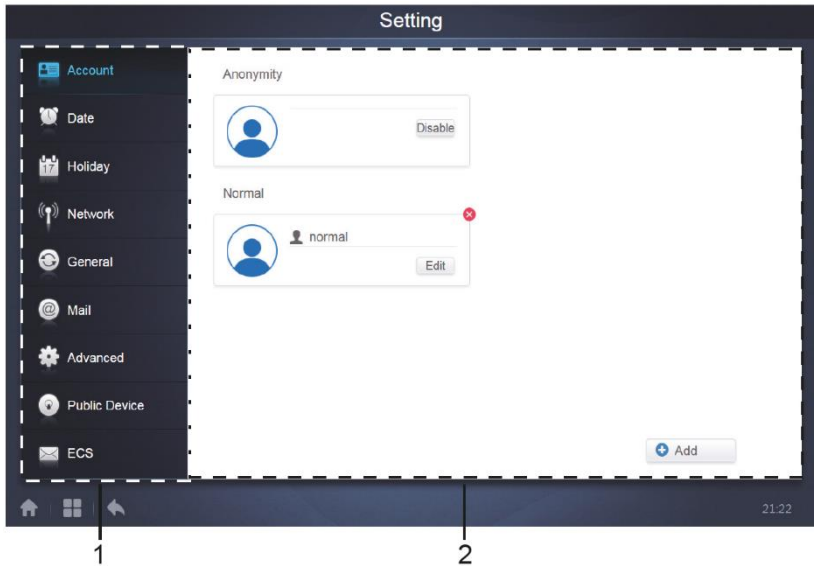 Setting
Account
Date
17
Holiday
Network
General
Mail
Advanced
Public Device
ECS
Anonymity
Disable
Normal
normal
Edit
Add
21:22
1
2